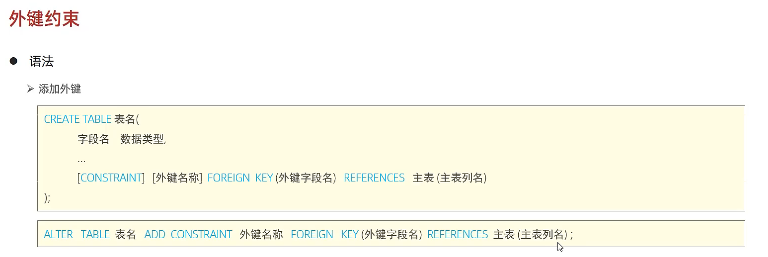 外键约束
语法
添加外键
CREATE TABLE 表名(
字段名 数据类型,
...
[CONSTRAINT] [外键名称] FOREIGN KEY (外键字段名) REFERENCES 主表 (主表列名)
);
ALTER TABLE 表名 ADD CONSTRAINT 外键名称 FOREIGN KEY (外键字段名) REFERENCES 主表 (主表列名) ;